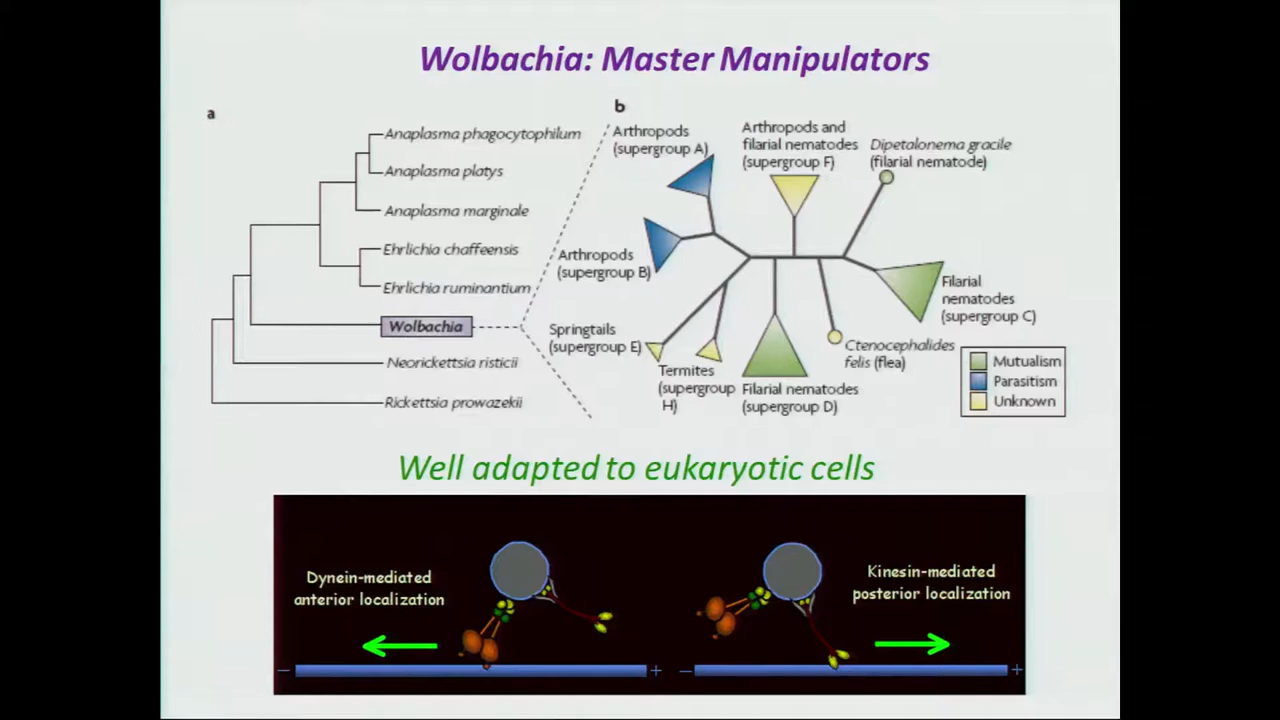 Wolbachia: Master Manipulators
a
Anaplasma phagocytophilum
Anaplasma platys
Anaplasma marginale
Ehrlichia chaffeensis
Ehrlichia ruminantium
Wolbachia
Neorickettsia risticii
Rickettsia prowazekii
b
Arthropods
(supergroup A)
Arthropods and
filarial nematodes
(supergroup F)
Dipetalonema gracile
(filarial nematode)
Arthropods
(supergroup B)
Filarial
nematodes
(supergroup C)
Springtails
(supergroup E)
Termites
(supergroup
H)
Filarial nematodes
(supergroup D)
Ctenocephalides
felis (flea)
Mutualism
Parasitism
Unknown
Well adapted to eukaryotic cells
Dynein-mediated
anterior localization
− +
Kinesin-mediated
posterior localization
− +